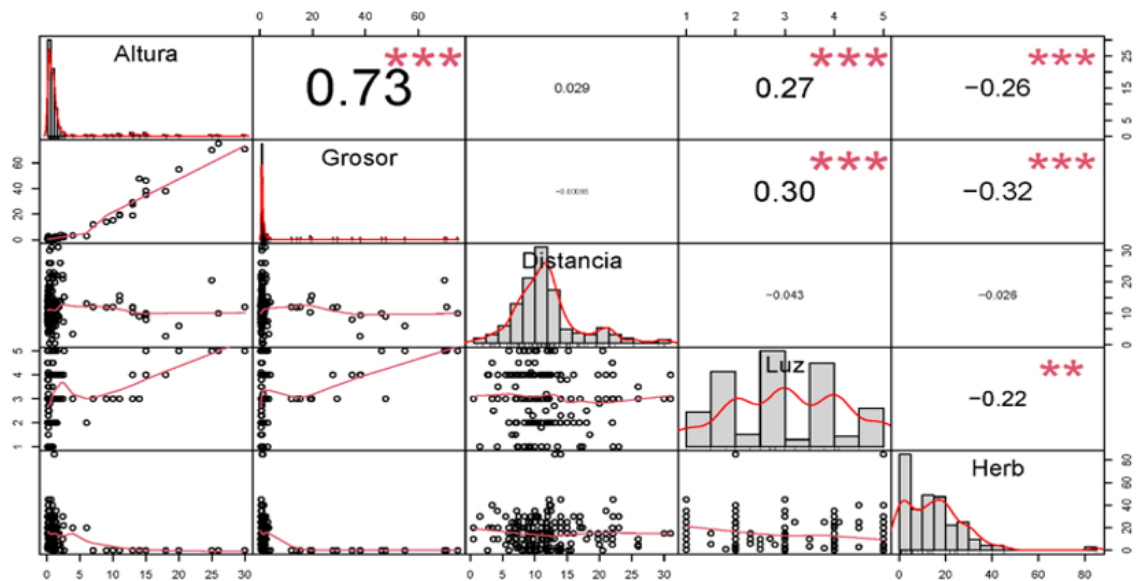 0 20 40 60
1 2 3 4 5
Altura
0.73
***
0.029
0.27
***
−0.26
***
0 5 15 25
0 20 40 60
Grosor
0.30
***
−0.32
***
Distancia
−0.043
−0.026
0 10 20 30
1 2 3 4 5
Luz
−0.22
**
Herb
0 20 40 60 80
0 5 10 15 20 25 30
0 5 10 15 20 25 30
0 20 40 60 80